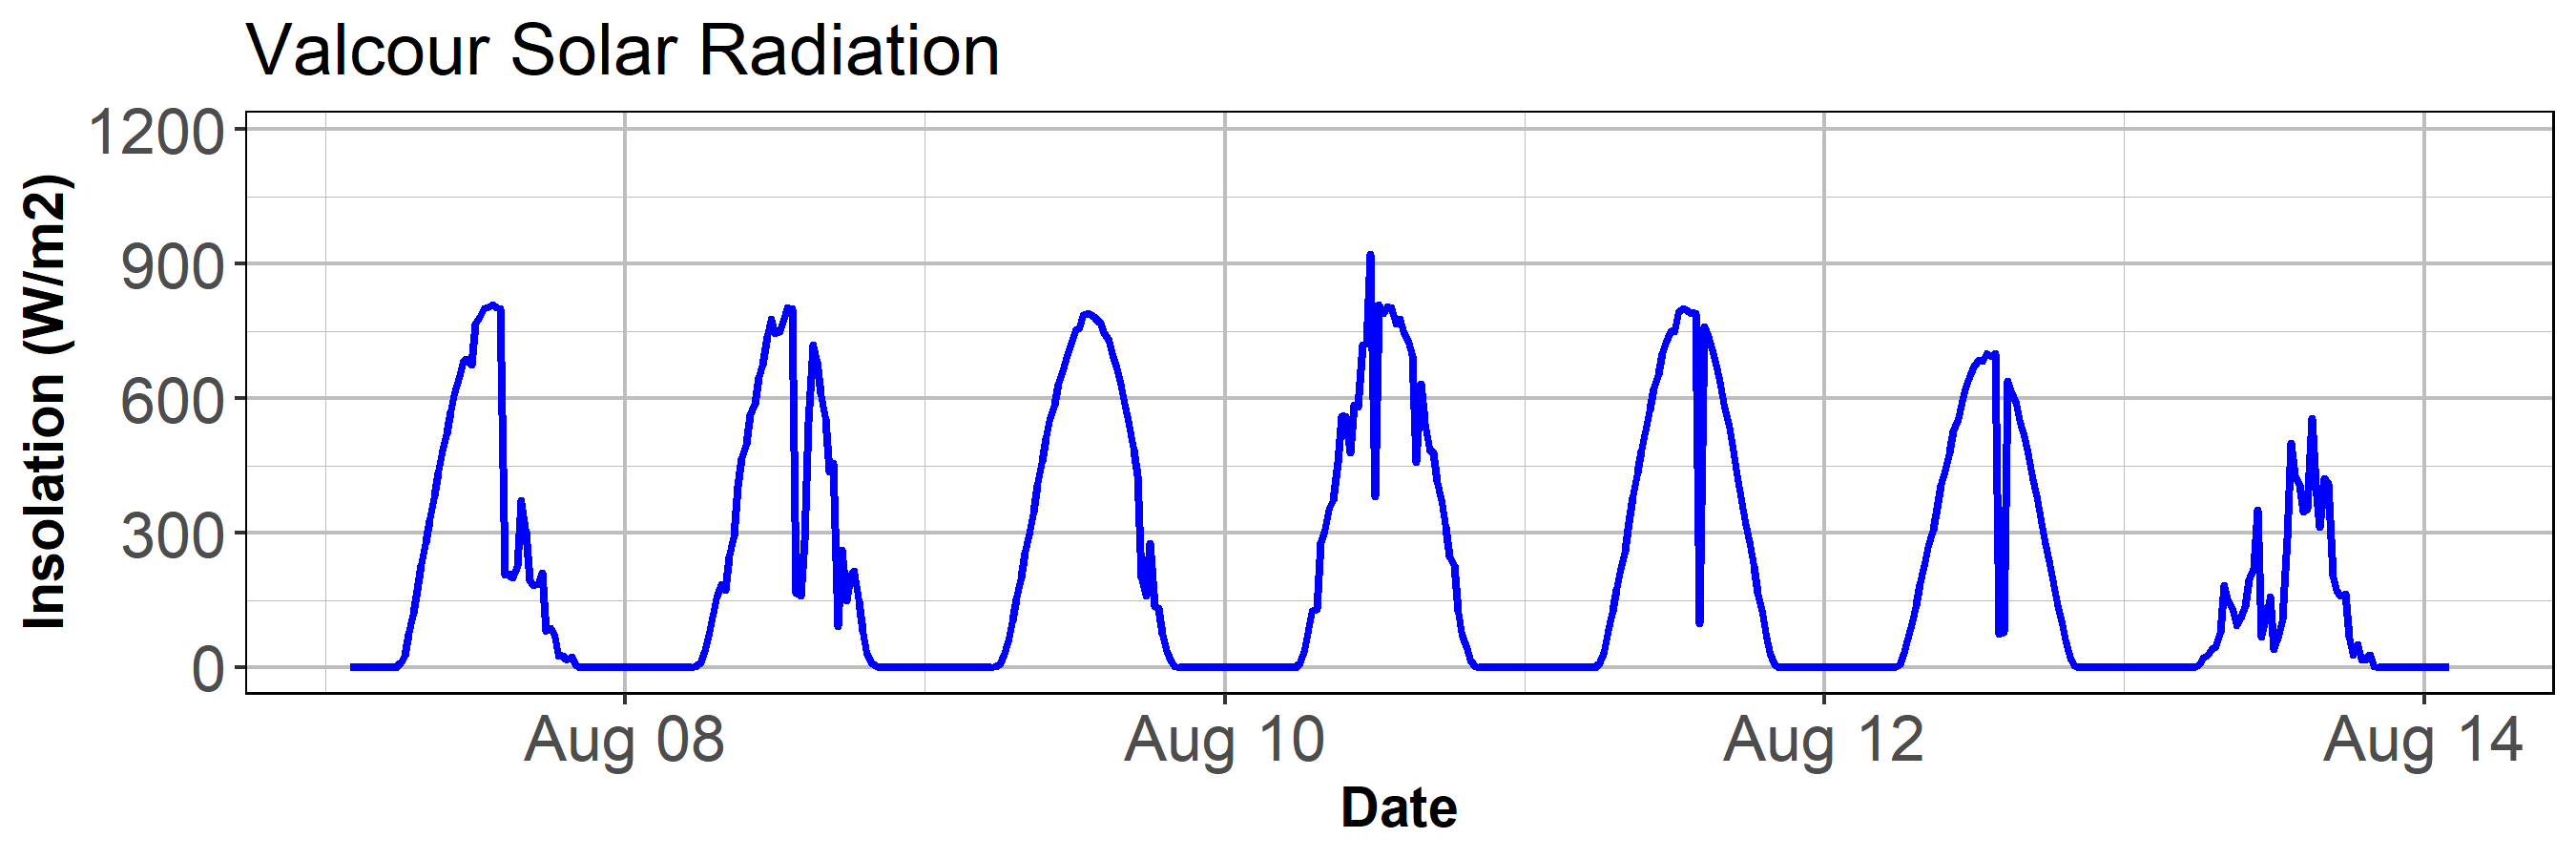 Valcour Solar Radiation
Insolation (W/m2)
1200
900
600
300
0
Aug 08 Aug 10 Aug 12 Aug 14
Date